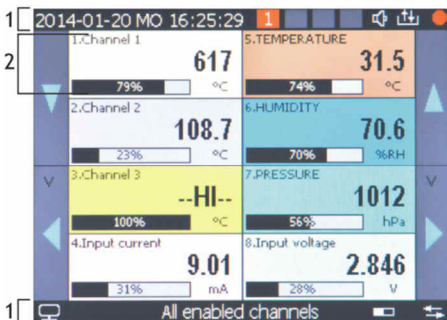 1
2014-01-20 MO 16:25:29 1
2
1.Channel 1
617
79% °C
5.TEMPERATURE
31.5
74% °C
2.Channel 2
108.7
23% °C
6.HUMIDITY
70.6
70% %RH
3.Channel 3
--HI--
100% °C
7.PRESSURE
1012
56% hPa
4.Input current
9.01
31% mA
8.Input voltage
2.846
28% V
1
All enabled channels